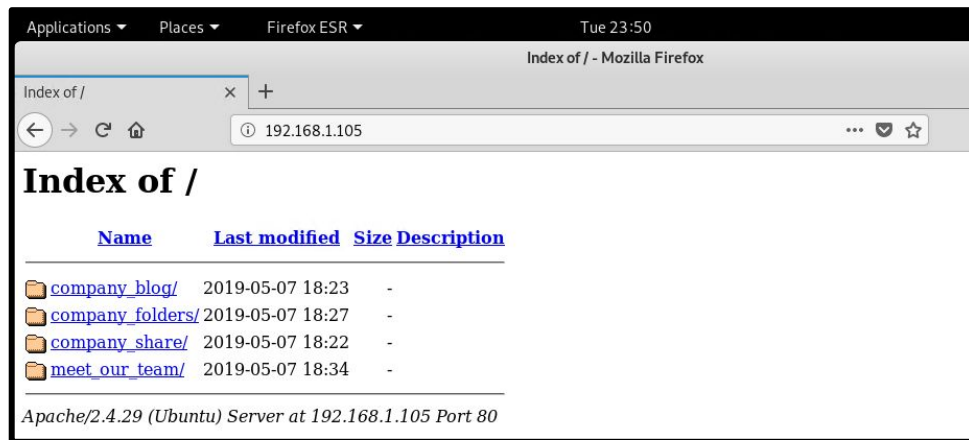 Applications Places Firefox ESR Tue 23:50
Index of / - Mozilla Firefox
Index of /
192.168.1.105
Index of /
Name Last modified Size Description
company_blog/ 2019-05-07 18:23 -
company_folders/ 2019-05-07 18:27 -
company_share/ 2019-05-07 18:22 -
meet_our_team/ 2019-05-07 18:34 -
Apache/2.4.29 (Ubuntu) Server at 192.168.1.105 Port 80